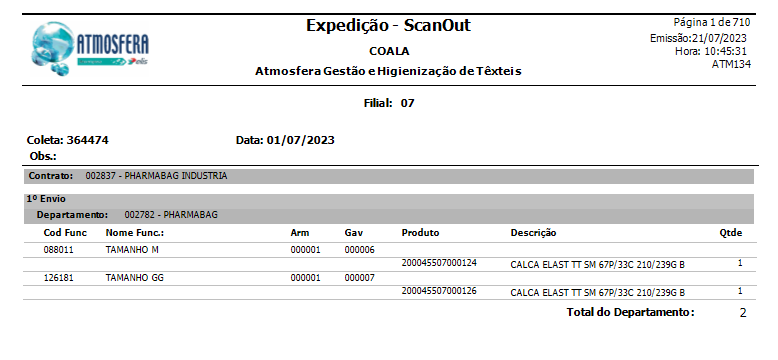 ATMOSFERA
elis
Expedição - ScanOut
COALA
Atmosfera Gestão e Higienização de Têxteis
Página 1 de 710
Emissão:21/07/2023
Hora: 10:45:31
ATM134
Filial: 07
Coleta: 364474 Data: 01/07/2023
Obs.:
Contrato: 002837 - PHARMABAG INDUSTRIA
1º Envio
Departamento: 002782 - PHARMABAG
Cod Func Nome Func.: Arm Gav Produto Descrição Qtde
088011 TAMANHO M 000001 000006
200045507000124 CALCA ELAST TT SM 67P/33C 210/239G B 1
126181 TAMANHO GG 000001 000007
200045507000126 CALCA ELAST TT SM 67P/33C 210/239G B 1
Total do Departamento: 2